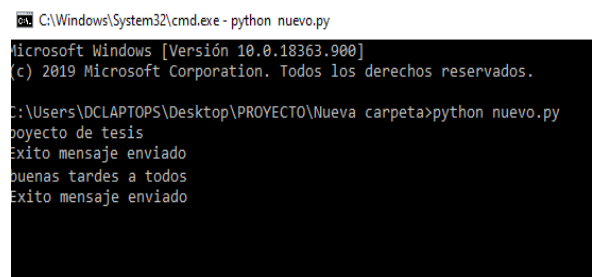 C:\Windows\System32\cmd.exe - python nuevo.py
Microsoft Windows [Versión 10.0.18363.900]
(c) 2019 Microsoft Corporation. Todos los derechos reservados.
C:\Users\DCLAPTOPS\Desktop\PROYECTO\Nueva carpeta>python nuevo.py
poyecto de tesis
Exito mensaje enviado
buenas tardes a todos
Exito mensaje enviado